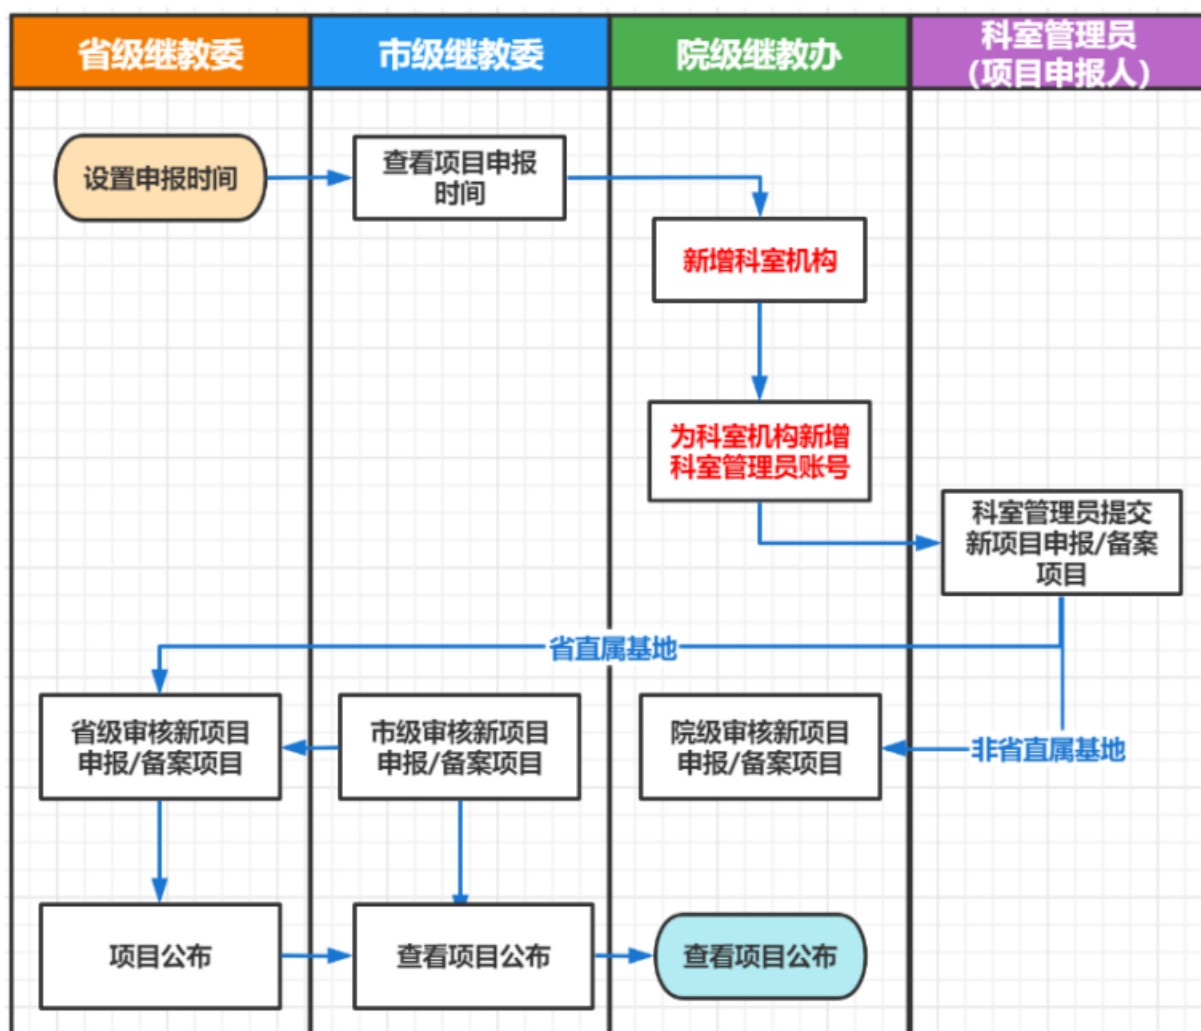 省级继教委
市级继教委
院级继教办
科室管理员
(项目申报人)
设置申报时间
查看项目申报
时间
新增科室机构
为科室机构新增
科室管理员账号
科室管理员提交
新项目申报/备案
项目
省直属基地
省级审核新项目
申报/备案项目
市级审核新项目
申报/备案项目
院级审核新项目
申报/备案项目
非省直属基地
项目公布
查看项目公布
查看项目公布